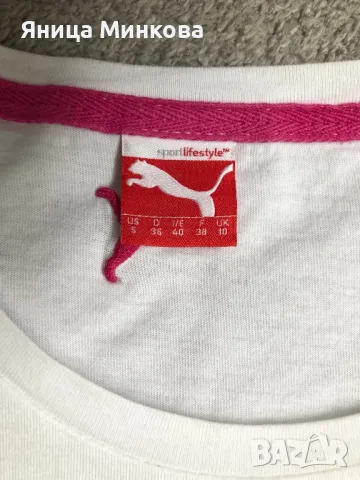 Яница Минкова
sportlifestyle™
US D I/E F UK
S 36 40 38 10
BAZAR